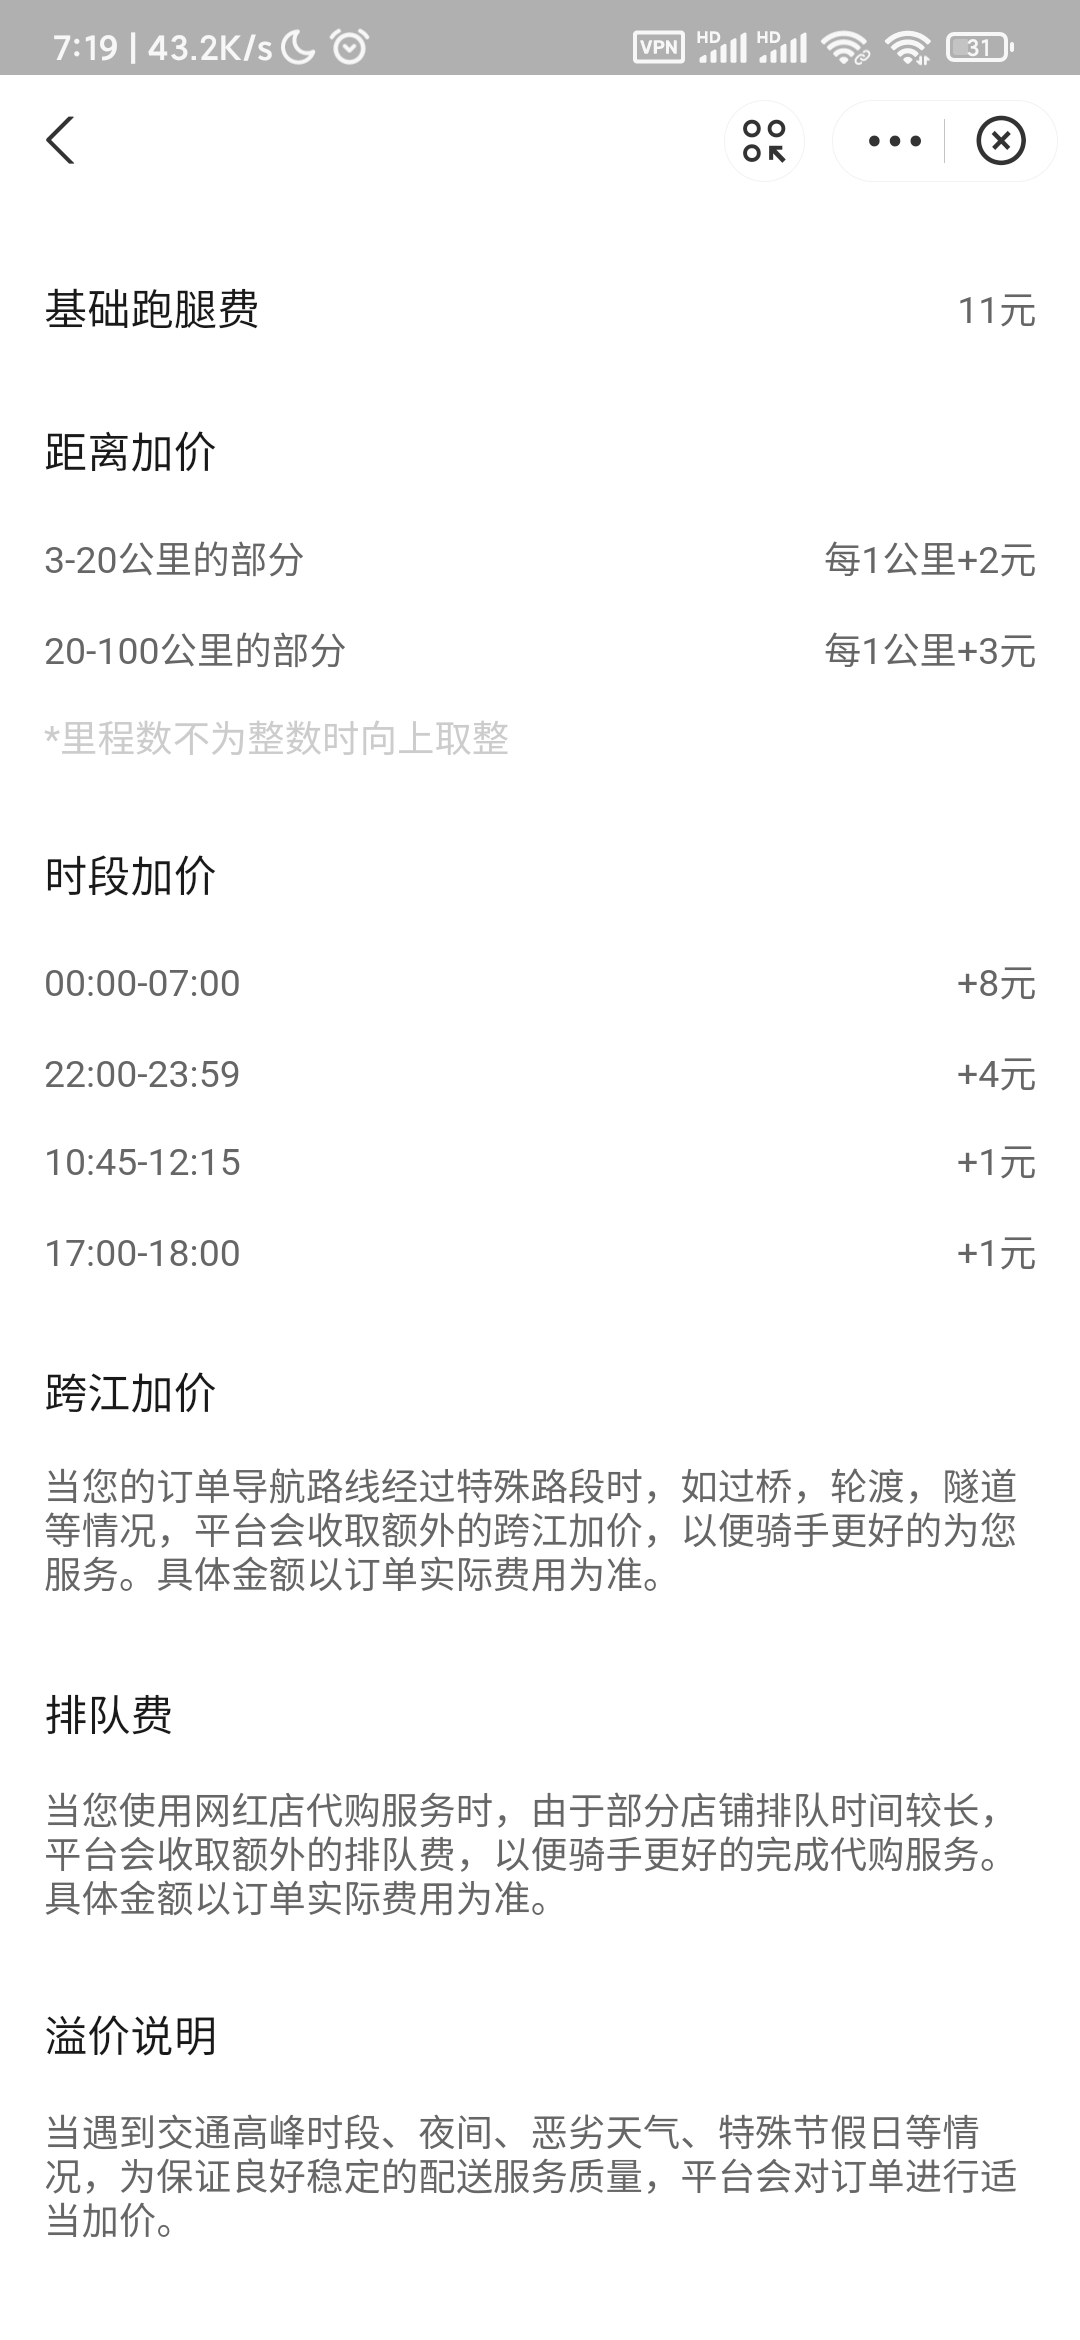 7:19 | 43.2K/s VPN HD HD 31
基础跑腿费 11元
距离加价
3-20公里的部分 每1公里+2元
20-100公里的部分 每1公里+3元
*里程数不为整数时向上取整
时段加价
00:00-07:00 +8元
22:00-23:59 +4元
10:45-12:15 +1元
17:00-18:00 +1元
跨江加价
当您的订单导航路线经过特殊路段时，如过桥，轮渡，隧道
等情况，平台会收取额外的跨江加价，以便骑手更好的为您
服务。具体金额以订单实际费用为准。
排队费
当您使用网红店代购服务时，由于部分店铺排队时间较长，
平台会收取额外的排队费，以便骑手更好的完成代购服务。
具体金额以订单实际费用为准。
溢价说明
当遇到交通高峰时段、夜间、恶劣天气、特殊节假日等情
况，为保证良好稳定的配送服务质量，平台会对订单进行适
当加价。